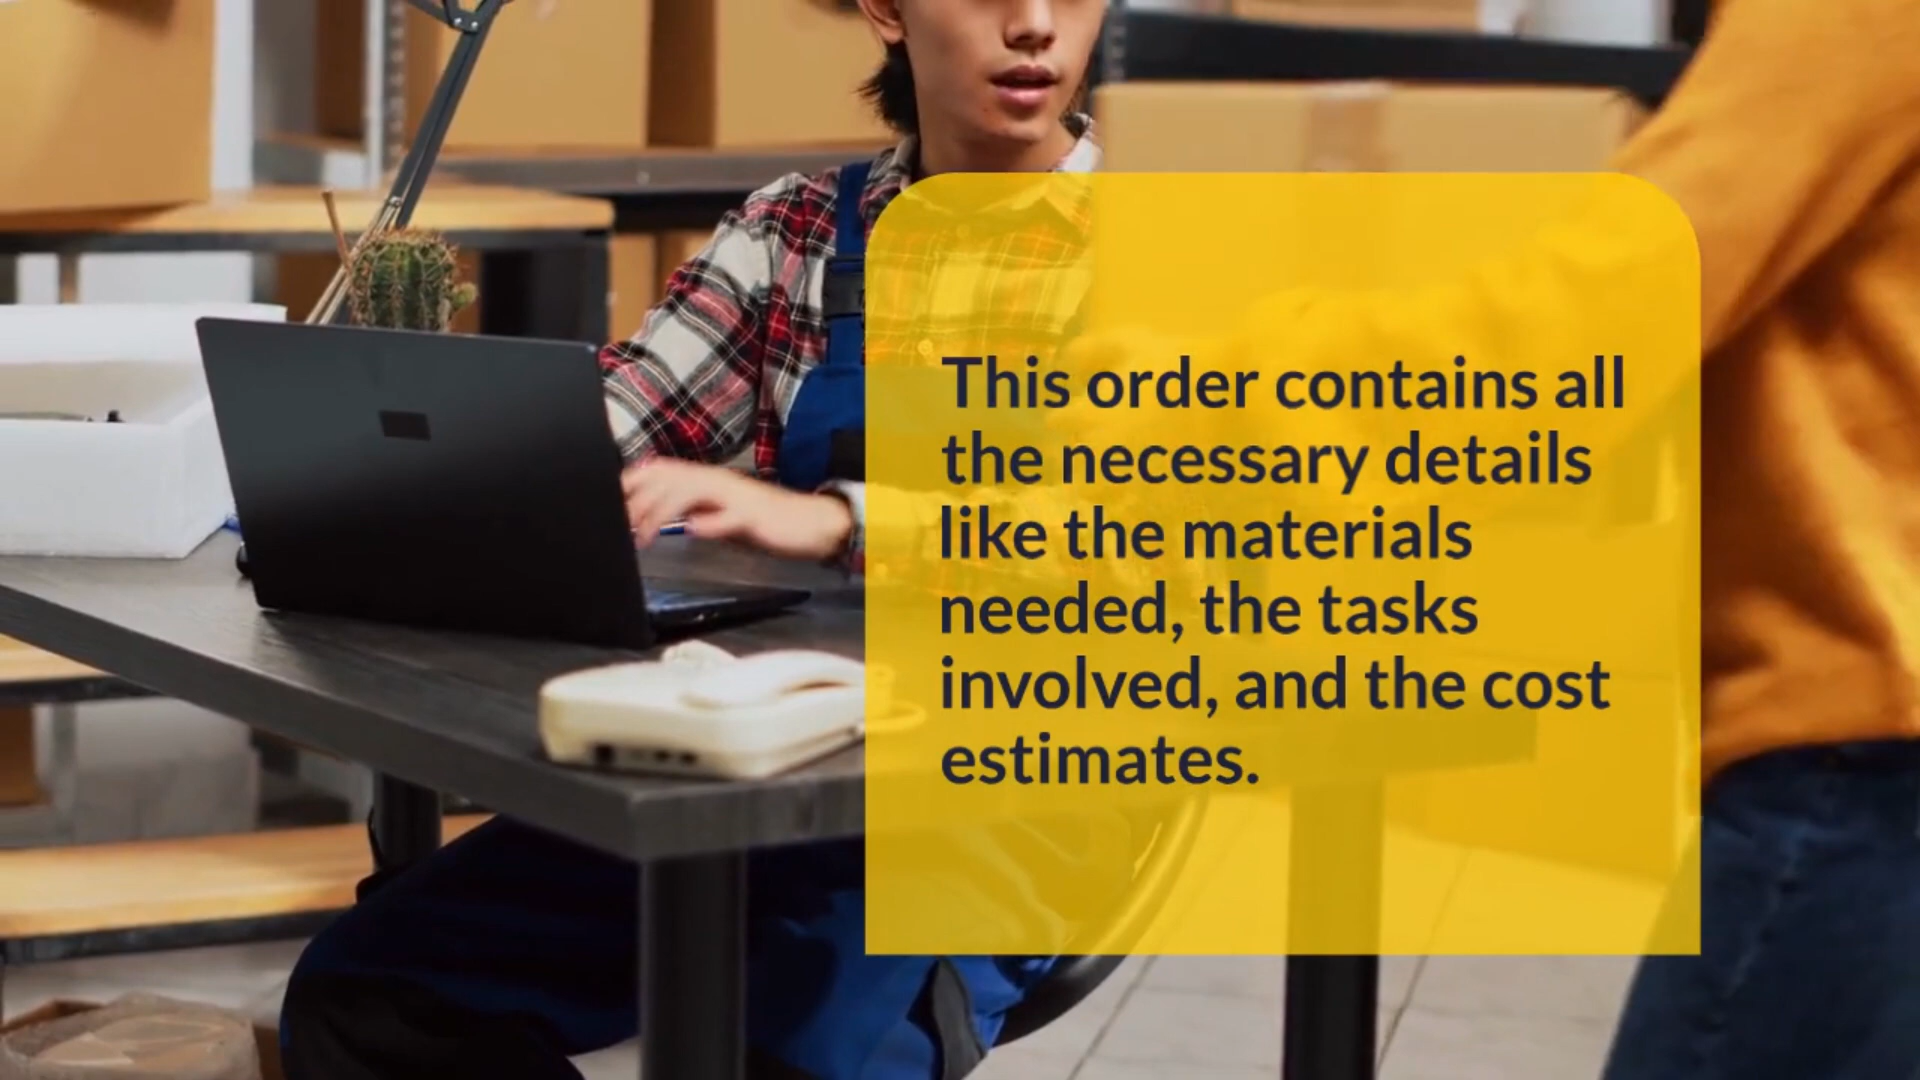 This order contains all
the necessary details
like the materials
needed, the tasks
involved, and the cost
estimates.